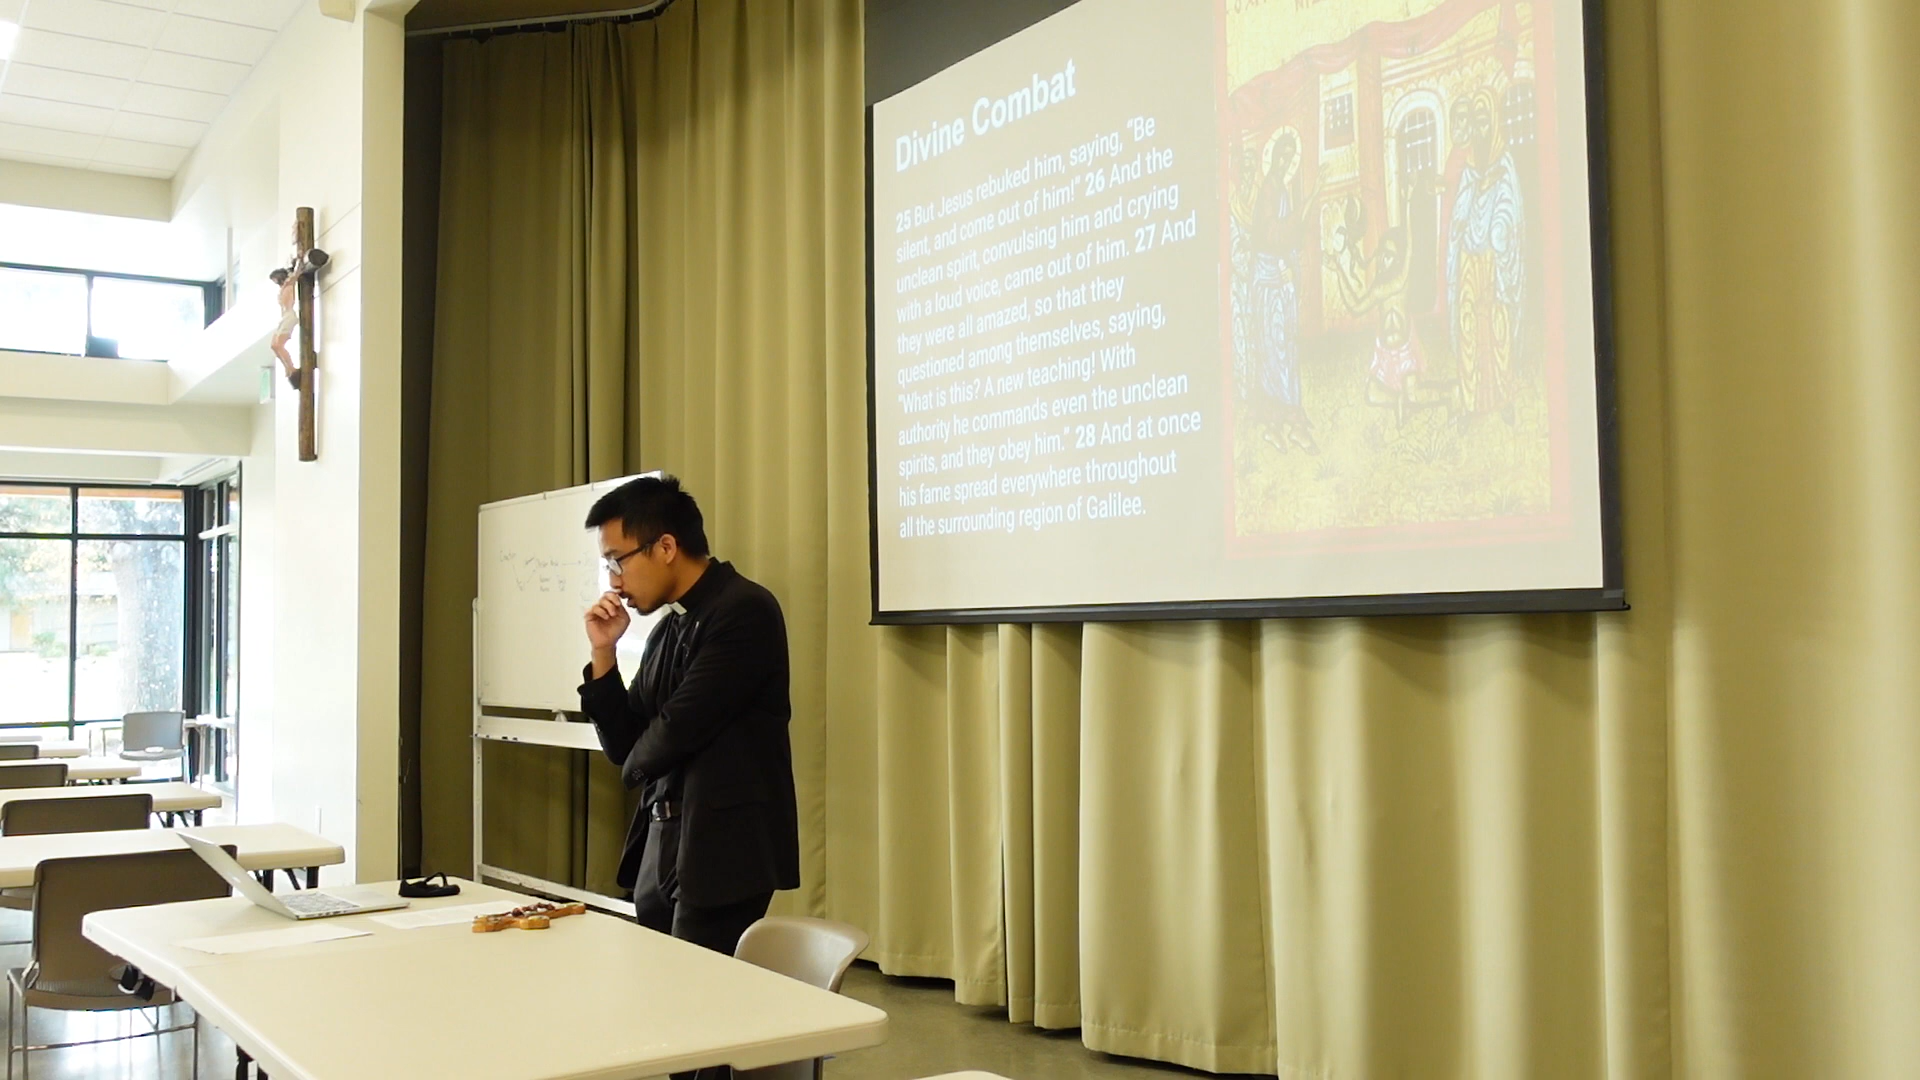 Divine Combat
25 But Jesus rebuked him, saying, “Be
silent, and come out of him!” 26 And the
unclean spirit, convulsing him and crying
with a loud voice, came out of him. 27 And
they were all amazed, so that they
questioned among themselves, saying,
“What is this? A new teaching! With
authority he commands even the unclean
spirits, and they obey him.” 28 And at once
his fame spread everywhere throughout
all the surrounding region of Galilee.